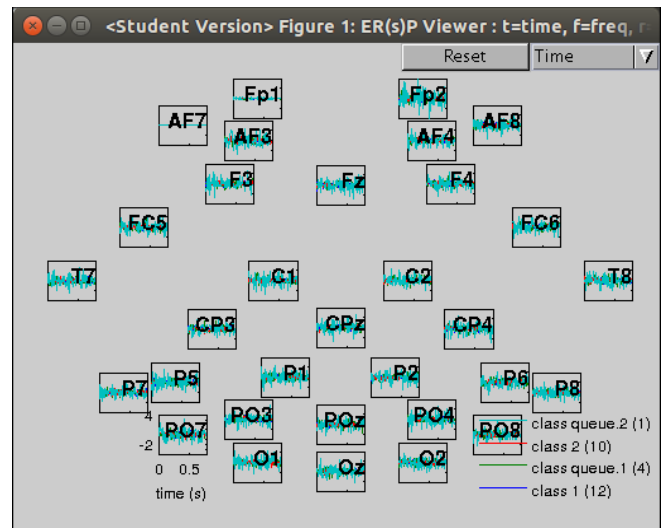 <Student Version> Figure 1: ER(s)P Viewer : t=time, f=freq,
Reset Time
Fp1 Fp2
AF7 AF3 AF4 AF8
F3 Fz F4
FC5 FC6
T7 C1 C2 T8
CP3 CPz CP4
P7 P5 P1 P2 P6 P8
4
PO7 PO3 POz PO4 PO8
-2
O1 Oz O2
0 0.5
time (s)
class queue.2 (1)
class 2 (10)
class queue.1 (4)
class 1 (12)